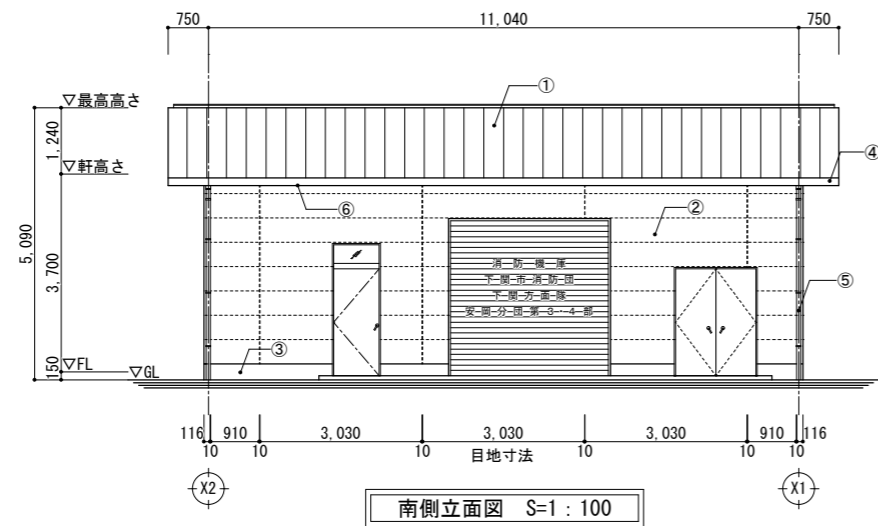 750 11,040 750
①
▽最高高さ
1,240
④
▽軒高さ
⑥
②
5,090
3,700
消防機庫
下関市消防団
下関方面隊
安岡分団第3・4部
⑤
③
▽FL
150
▽GL
116 910 3,030 3,030 3,030 910 116
10 10 10 目地寸法 10 10 10
X2 X1
南側立面図 S=1：100